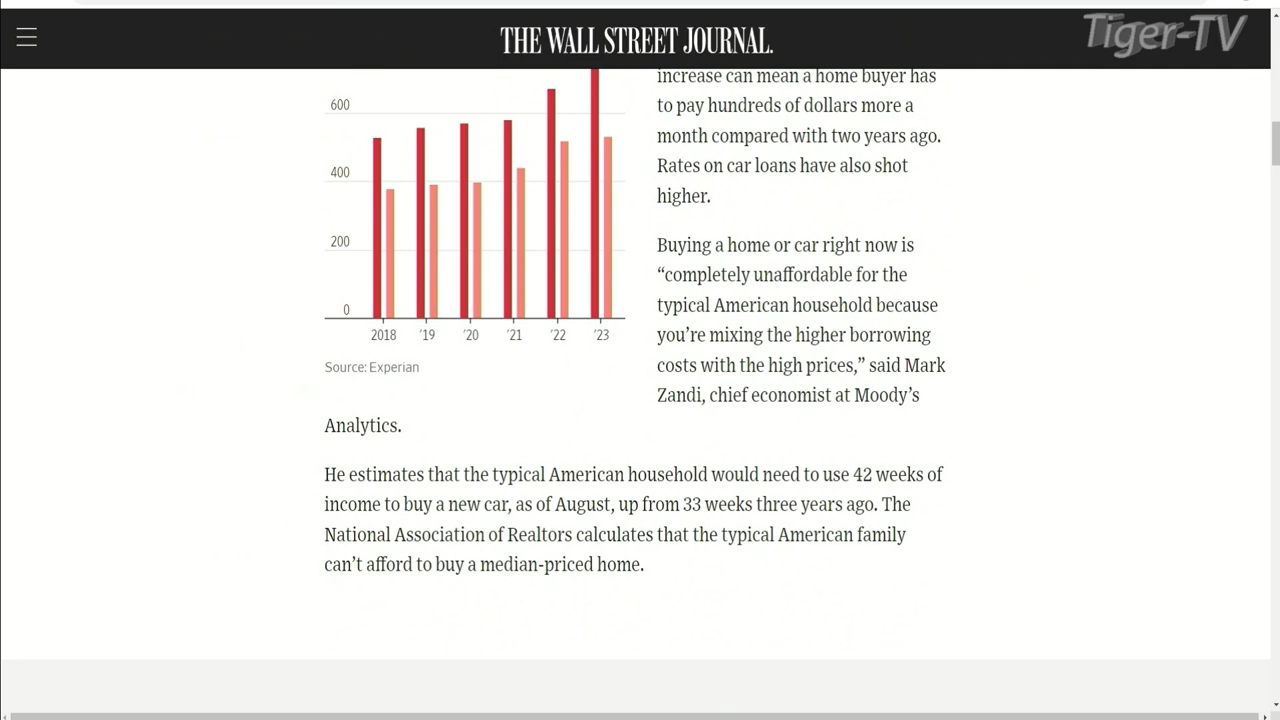 THE WALL STREET JOURNAL.
Tiger-TV
600
400
200
0
2018 '19 '20 '21 '22 '23
Source: Experian
increase can mean a home buyer has
to pay hundreds of dollars more a
month compared with two years ago.
Rates on car loans have also shot
higher.
Buying a home or car right now is
“completely unaffordable for the
typical American household because
you’re mixing the higher borrowing
costs with the high prices,” said Mark
Zandi, chief economist at Moody’s
Analytics.
He estimates that the typical American household would need to use 42 weeks of
income to buy a new car, as of August, up from 33 weeks three years ago. The
National Association of Realtors calculates that the typical American family
can’t afford to buy a median-priced home.